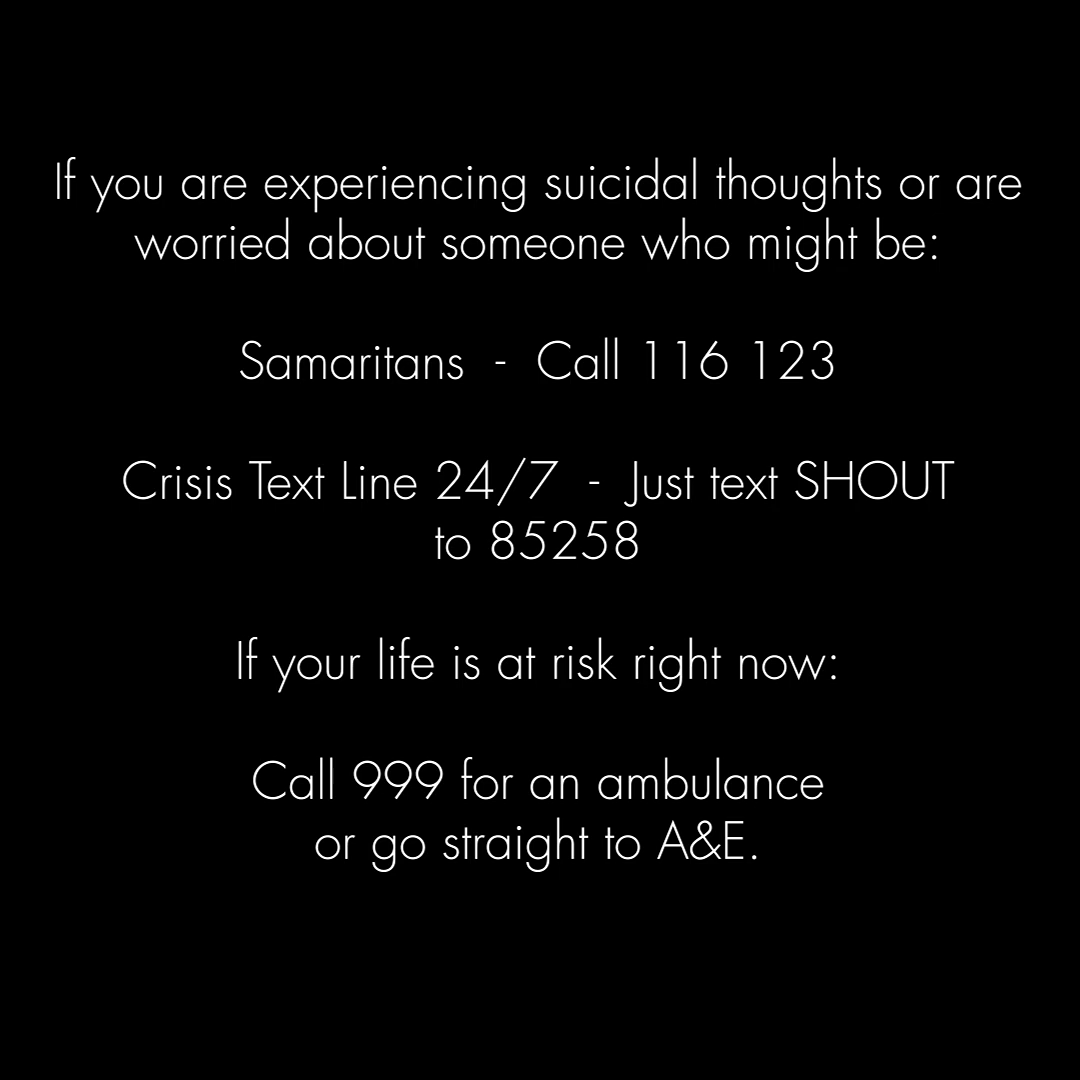 If you are experiencing suicidal thoughts or are
worried about someone who might be:
Samaritans - Call 116 123
Crisis Text Line 24/7 - Just text SHOUT
to 85258
If your life is at risk right now:
Call 999 for an ambulance
or go straight to A&E.